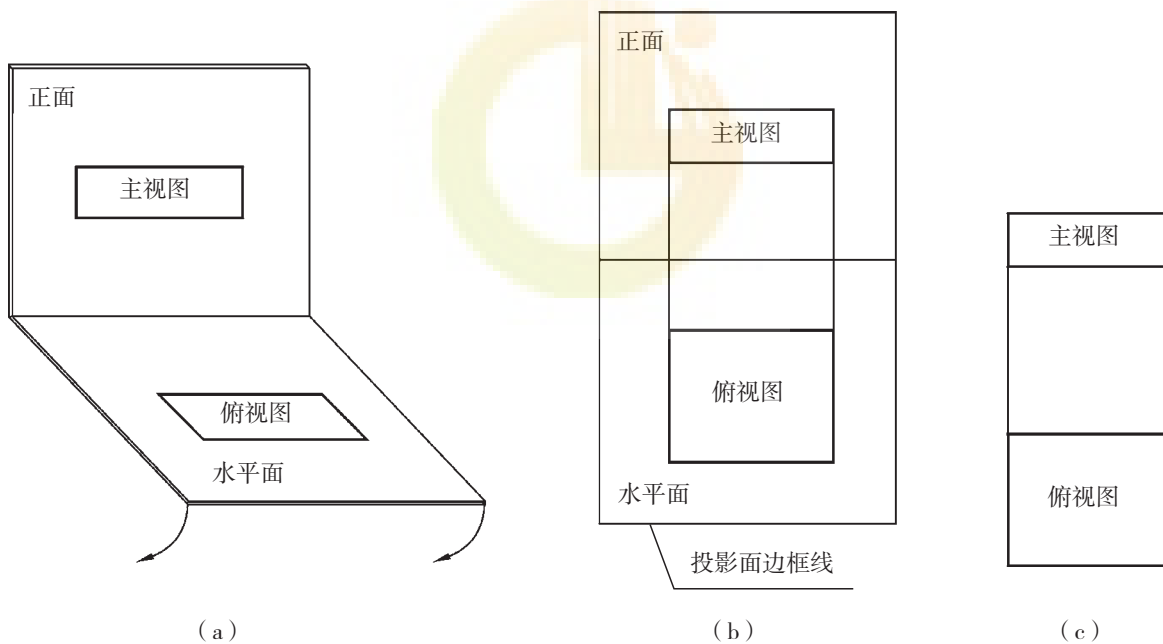 正面
主视图
俯视图
水平面
(a)
正面
主视图
俯视图
水平面
投影面边框线
(b)
主视图
俯视图
(c)